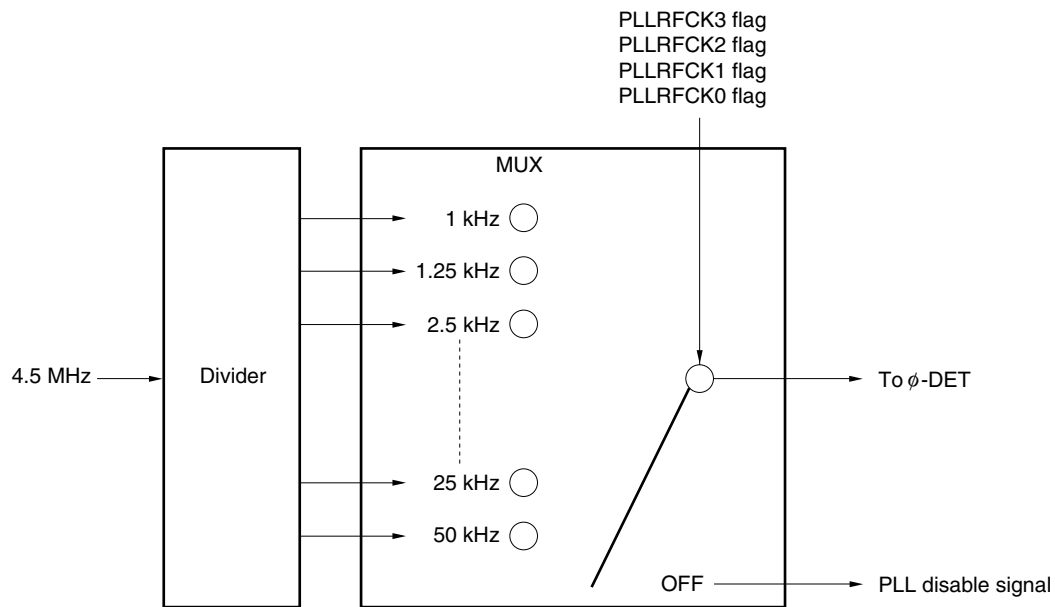 PLLRFCK3 flag
PLLRFCK2 flag
PLLRFCK1 flag
PLLRFCK0 flag
MUX
1 kHz
1.25 kHz
2.5 kHz
4.5 MHz
Divider
To ϕ-DET
25 kHz
50 kHz
OFF
PLL disable signal